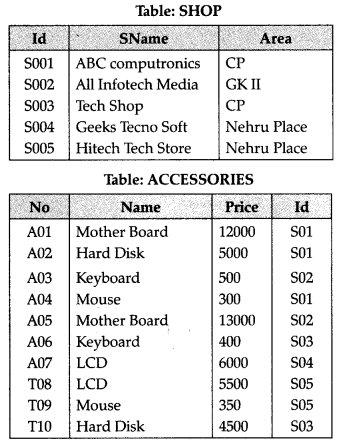 Table: SHOP
Id SName Area
S001 ABC computronics CP
S002 All Infotech Media GK II
S003 Tech Shop CP
S004 Geeks Tecno Soft Nehru Place
S005 Hitech Tech Store Nehru Place
Table: ACCESSORIES
No Name Price Id
A01 Mother Board 12000 S01
A02 Hard Disk 5000 S01
A03 Keyboard 500 S02
A04 Mouse 300 S01
A05 Mother Board 13000 S02
A06 Keyboard 400 S03
A07 LCD 6000 S04
T08 LCD 5500 S05
T09 Mouse 350 S05
T10 Hard Disk 4500 S03